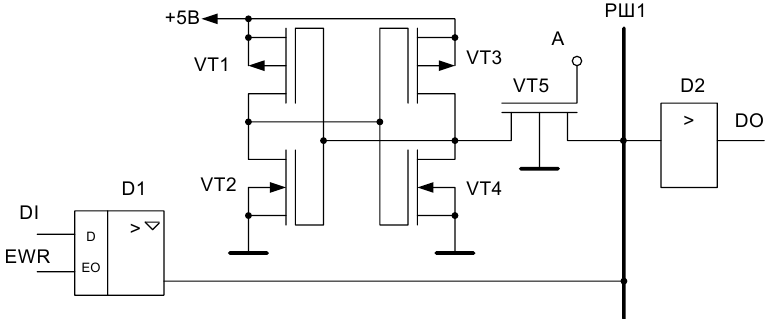 РШ1
+5В
A
VT1
VT3
VT5
D2
>
DO
VT2
VT4
D1
DI
D
>
EWR
EO